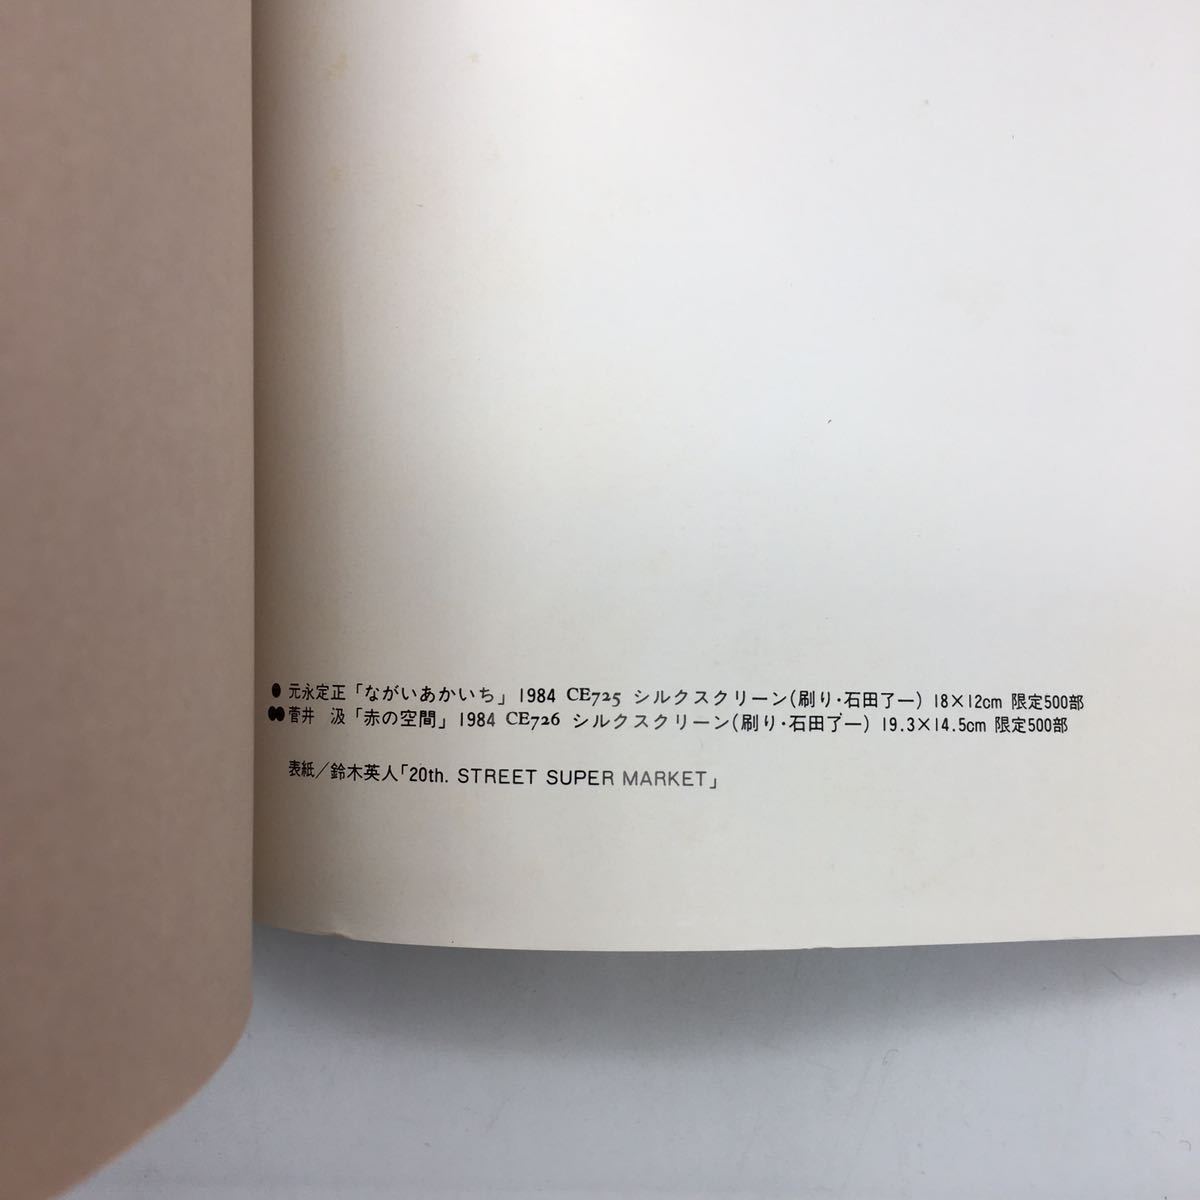 ● 元永定正「ながいあかいち」1984 CE725 シルクスクリーン(刷り・石田了一) 18×12cm 限定500部
●●菅井 汲「赤の空間」1984 CE726 シルクスクリーン(刷り・石田了一) 19.3×14.5cm 限定500部
表紙／鈴木英人「20th. STREET SUPER MARKET」